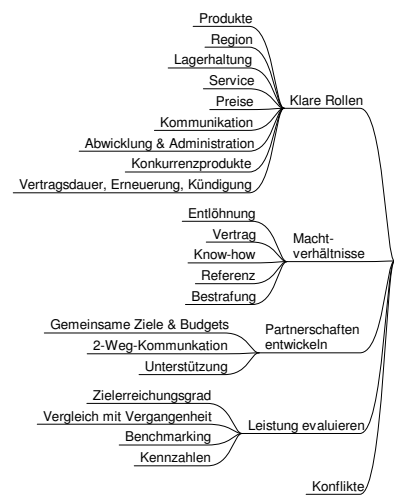 Produkte
Region
Lagerhaltung
Service
Preise
Kommunikation
Abwicklung & Administration
Konkurrenzprodukte
Vertragsdauer, Erneuerung, Kündigung
Klare Rollen
Entlöhnung
Vertrag
Know-how
Referenz
Bestrafung
Macht-
verhältnisse
Gemeinsame Ziele & Budgets
2-Weg-Kommunkation
Unterstützung
Partnerschaften
entwickeln
Zielerreichungsgrad
Vergleich mit Vergangenheit
Benchmarking
Kennzahlen
Leistung evaluieren
Konflikte